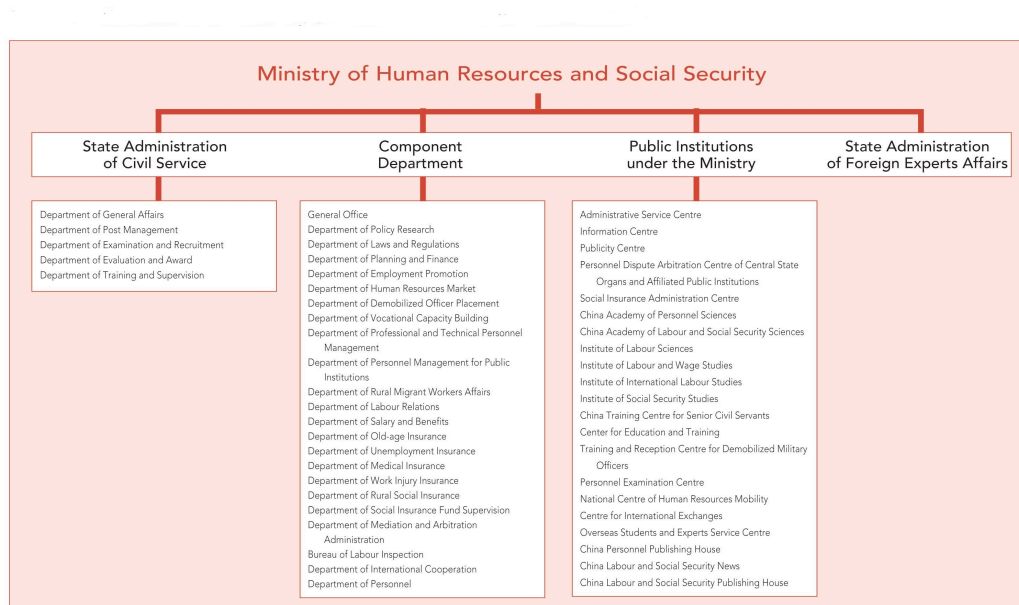 Ministry of Human Resources and Social Security
State Administration
of Civil Service
Component
Department
Public Institutions
under the Ministry
State Administration
of Foreign Experts Affairs
Department of General Affairs
Department of Post Management
Department of Examination and Recruitment
Department of Evaluation and Award
Department of Training and Supervision
General Office
Department of Policy Research
Department of Laws and Regulations
Department of Planning and Finance
Department of Employment Promotion
Department of Human Resources Market
Department of Demobilized Officer Placement
Department of Vocational Capacity Building
Department of Professional and Technical Personnel
Management
Department of Personnel Management for Public
Institutions
Department of Rural Migrant Workers Affairs
Department of Labour Relations
Department of Salary and Benefits
Department of Old-age Insurance
Department of Unemployment Insurance
Department of Medical Insurance
Department of Work Injury Insurance
Department of Rural Social Insurance
Department of Social Insurance Fund Supervision
Department of Mediation and Arbitration
Administration
Bureau of Labour Inspection
Department of International Cooperation
Department of Personnel
Administrative Service Centre
Information Centre
Publicity Centre
Personnel Dispute Arbitration Centre of Central State
Organs and Affiliated Public Institutions
Social Insurance Administration Centre
China Academy of Personnel Sciences
China Academy of Labour and Social Security Sciences
Institute of Labour Sciences
Institute of Labour and Wage Studies
Institute of International Labour Studies
Institute of Social Security Studies
China Training Centre for Senior Civil Servants
Center for Education and Training
Training and Reception Centre for Demobilized Military
Officers
Personnel Examination Centre
National Centre of Human Resources Mobility
Centre for International Exchanges
Overseas Students and Experts Service Centre
China Personnel Publishing House
China Labour and Social Security News
China Labour and Social Security Publishing House